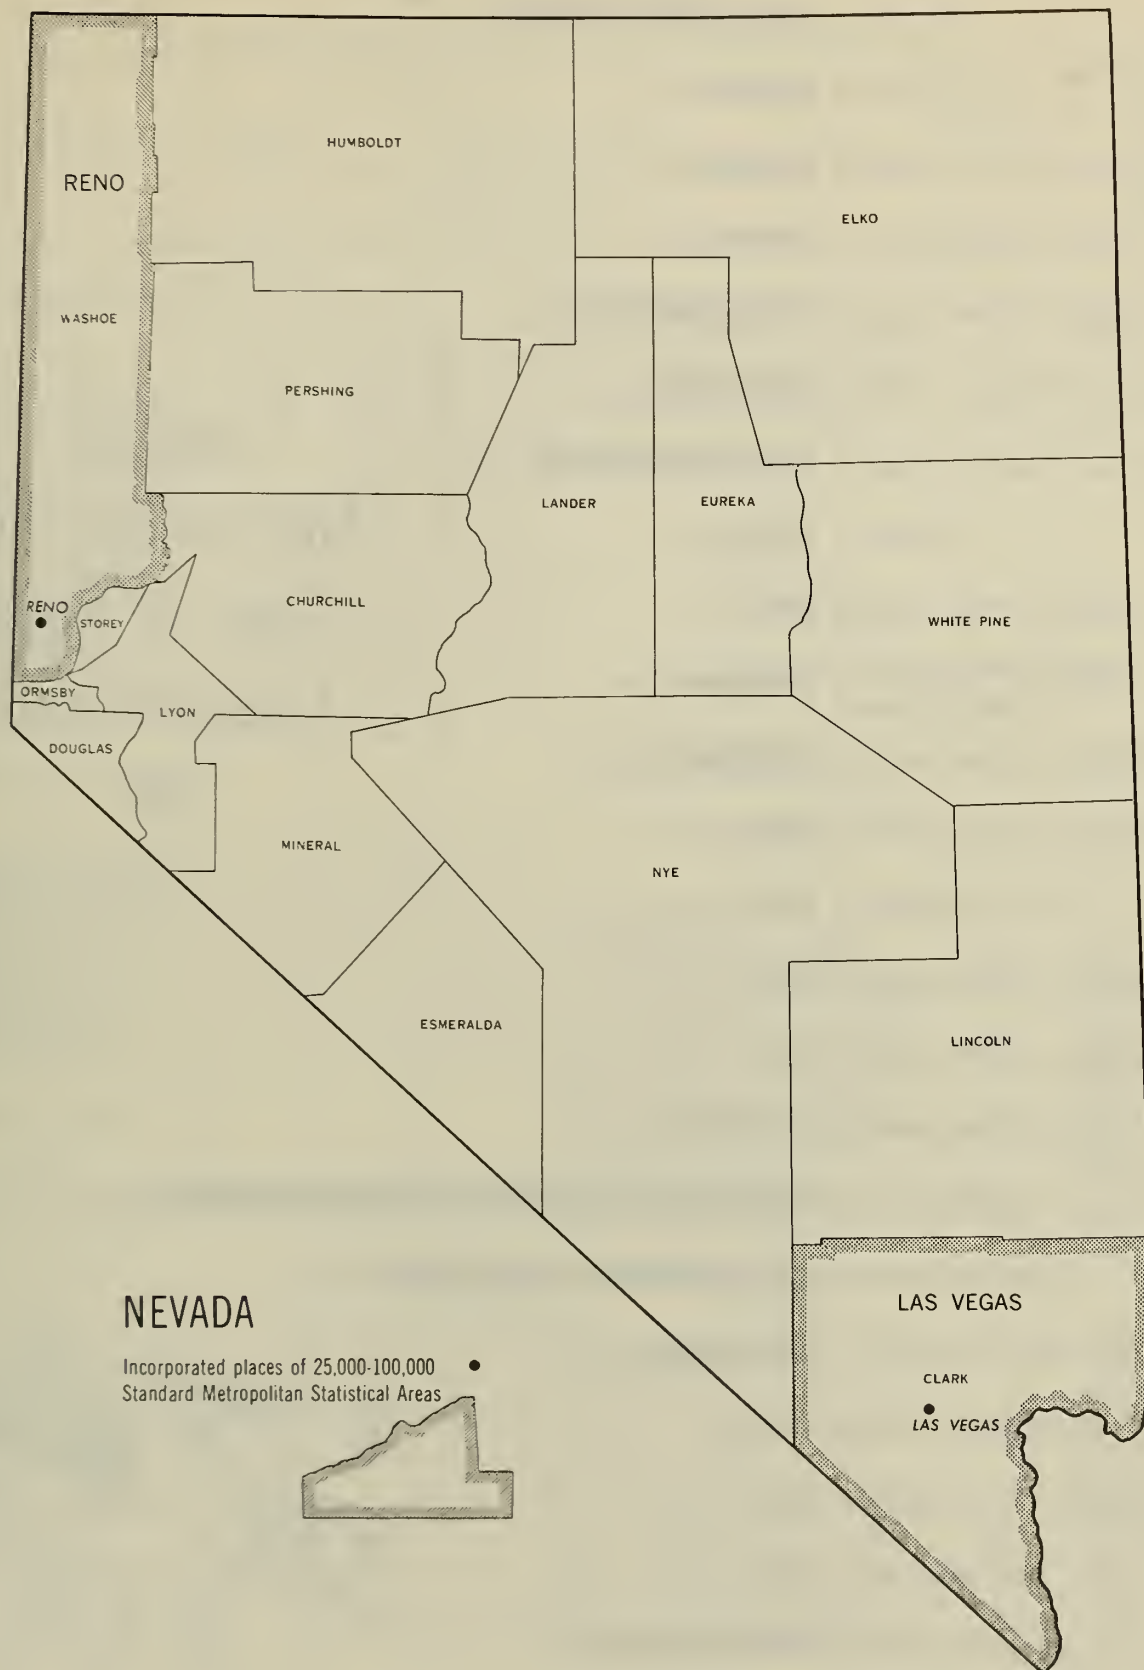 HUMBOLDT
RENO
ELKO
WASHOE
PERSHING
LANDER
EUREKA
CHURCHILL
RENO
STOREY
WHITE PINE
ORMSBY
LYON
DOUGLAS
MINERAL
NYE
ESMERALDA
LINCOLN
LAS VEGAS
CLARK
LAS VEGAS
NEVADA
Incorporated places of 25,000-100,000
Standard Metropolitan Statistical Areas